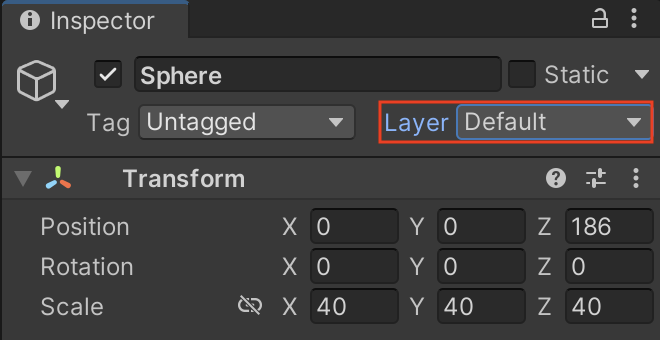 Inspector
Sphere Static
Tag Untagged Layer Default
Transform
Position X 0 Y 0 Z 186
Rotation X 0 Y 0 Z 0
Scale X 40 Y 40 Z 40